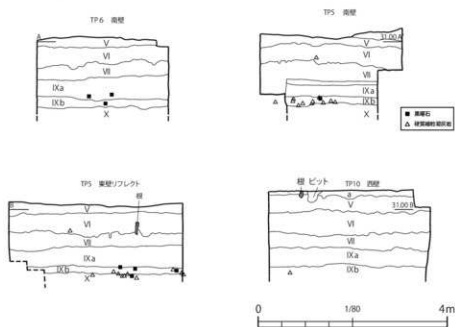 TP6 南壁
A
V
VI
VII
IXa
IXb
X
TP5 南壁
31.00 A'
V
VI
VII
IXa
IXb
X
■ 黒曜石
△ 硬質細粒凝灰岩
TP5 東壁リフレクト
根
B
V
VI
VII
IXa
IXb
X
TP10 西壁
根 ピット
a
31.00 B'
V
VI
VII
IXa
IXb
0 1/80 4m